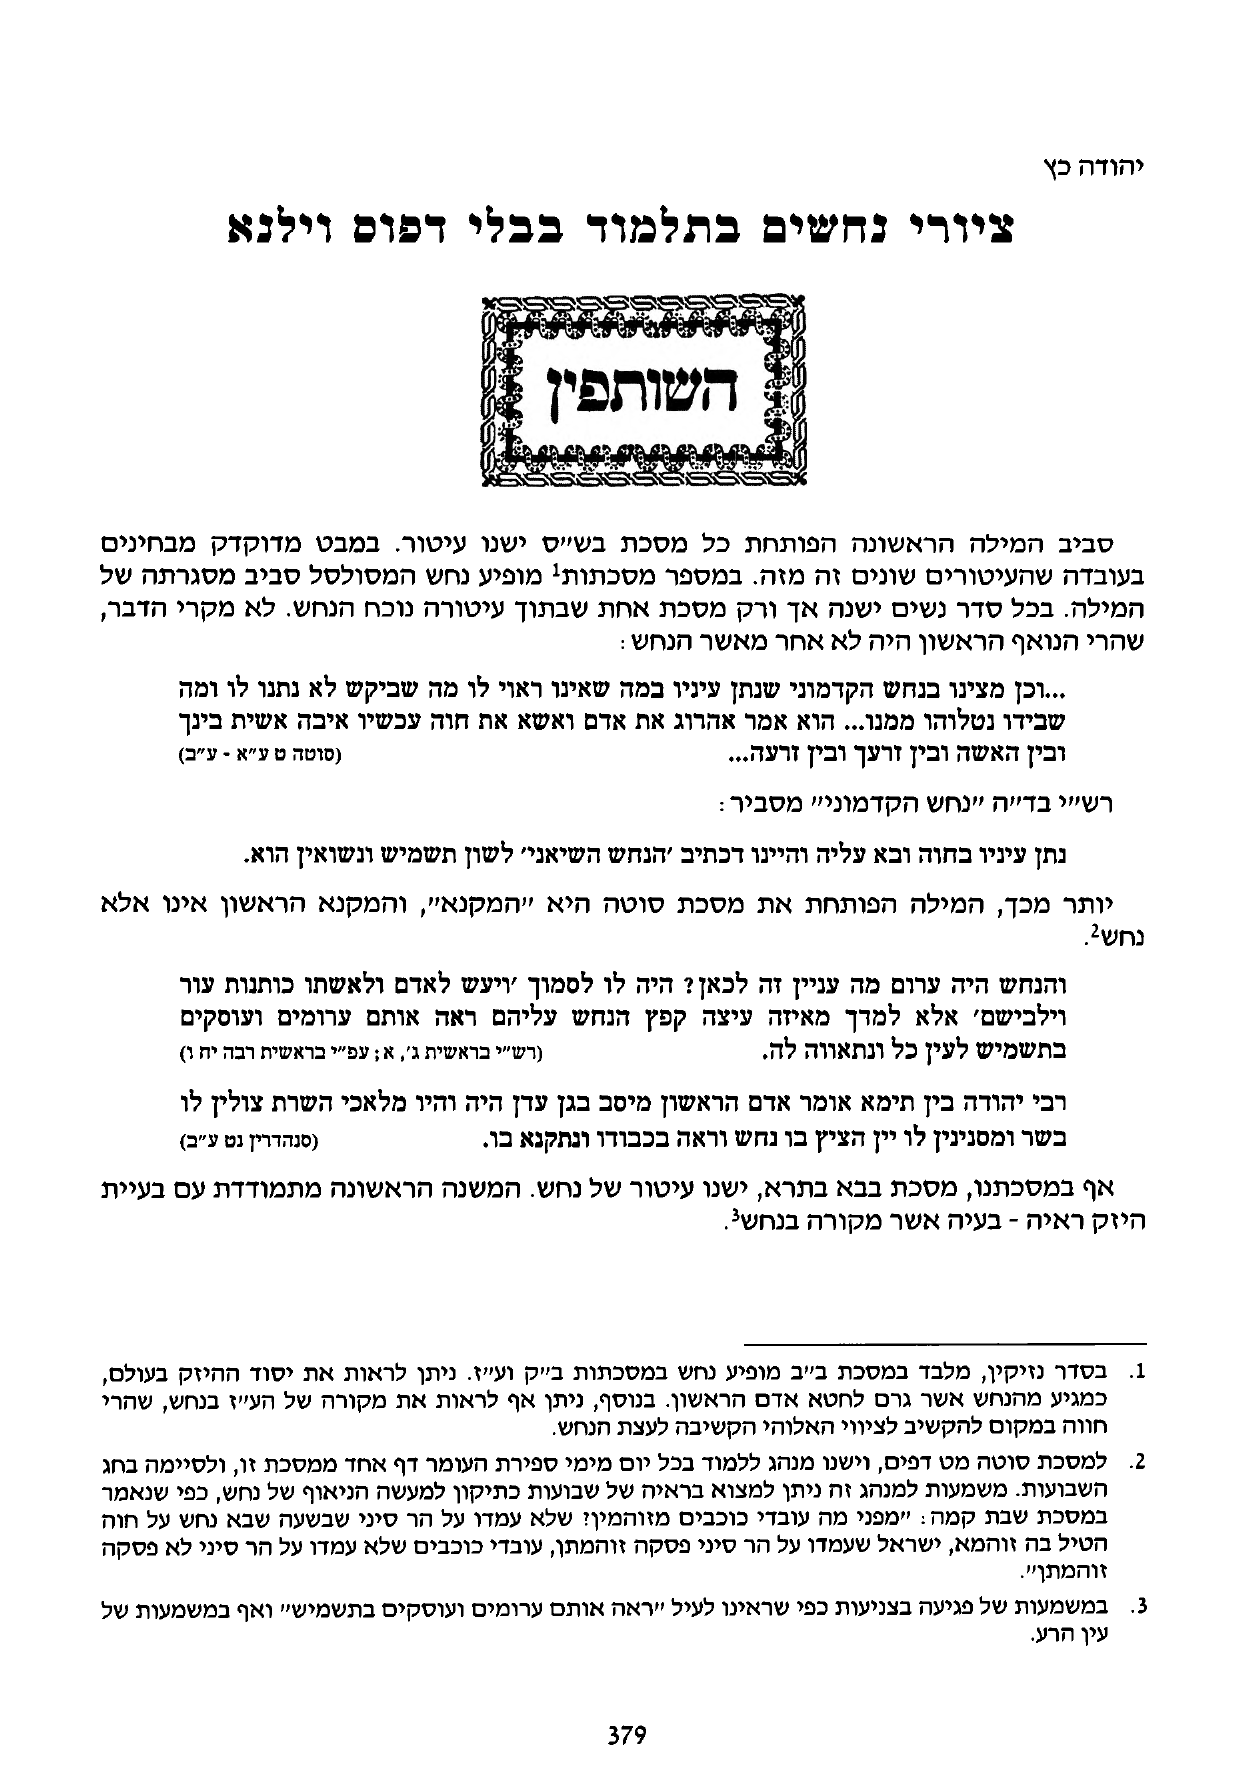 יהודה כץ
ציורי נחשים בתלמוד בבלי דפוס וילנא
השותפין
סביב המילה הראשונה הפותחת כל מסכת בש״ס ישנו עיטור. במבט מדוקדק מבחינים
בעובדה שהעיטורים שונים זה מזה. במספר מסכתות1 מופיע נחש המסולסל סביב מסגרתה של
המילה. בכל סדר נשים ישנה אך ורק מסכת אחת שבתוך עיטורה נוכח הנחש. לא מקרי הדבר,
שהרי הנואף הראשון היה לא אחר מאשר הנחש:
...וכן מצינו בנחש הקדמוני שנתן עיניו במה שאינו ראוי לו מה שביקש לא נתנו לו ומה
שבידו נטלוהו ממנו... הוא אמר אהרוג את אדם ואשא את חוה עכשיו איבה אשית בינך
ובין האשה ובין זרעך ובין זרעה... (סוטה ט ע״א - ע״ב)
רש״י בד״ה ״נחש הקדמוני״ מסביר:
נתן עיניו בחוה ובא עליה והיינו דכתיב ׳הנחש השיאני׳ לשון תשמיש ונשואין הוא.
יותר מכך, המילה הפותחת את מסכת סוטה היא ״המקנא״, והמקנא הראשון אינו אלא
נחש2.
והנחש היה ערום מה עניין זה לכאן? היה לו לסמוך ׳ויעש לאדם ולאשתו כותנות עור
וילבישם׳ אלא למדך מאיזה עיצה קפץ הנחש עליהם ראה אותם ערומים ועוסקים
בתשמיש לעין כל ונתאווה לה. (רש״י בראשית ג׳, א; עפ״י בראשית רבה יח ו)
רבי יהודה בין תימא אומר אדם הראשון מיסב בגן עדן היה והיו מלאכי השרת צולין לו
בשר ומסנינין לו יין הציץ בו נחש וראה בכבודו ונתקנא בו. (סנהדרין נט ע״ב)
אף במסכתנו, מסכת בבא בתרא, ישנו עיטור של נחש. המשנה הראשונה מתמודדת עם בעיית
היזק ראיה - בעיה אשר מקורה בנחש3.
1. בסדר נזיקין, מלבד במסכת ב״ב מופיע נחש במסכתות ב״ק וע״ז. ניתן לראות את יסוד ההיזק בעולם,
כמגיע מהנחש אשר גרם לחטא אדם הראשון. בנוסף, ניתן אף לראות את מקורה של הע״ז בנחש, שהרי
חווה במקום להקשיב לציווי האלוהי הקשיבה לעצת הנחש.
2. למסכת סוטה מט דפים, וישנו מנהג ללמוד בכל יום מימי ספירת העומר דף אחד ממסכת זו, ולסיימה בחג
השבועות. משמעות למנהג זה ניתן למצוא בראיה של שבועות כתיקון למעשה הניאוף של נחש, כפי שנאמר
במסכת שבת קמה: ״מפני מה עובדי כוכבים מזוהמין? שלא עמדו על הר סיני שבשעה שבא נחש על חוה
הטיל בה זוהמא, ישראל שעמדו על הר סיני פסקה זוהמתן, עובדי כוכבים שלא עמדו על הר סיני לא פסקה
זוהמתן״.
3. במשמעות של פגיעה בצניעות כפי שראינו לעיל ״ראה אותם ערומים ועוסקים בתשמיש״ ואף במשמעות של
עין הרע.
379